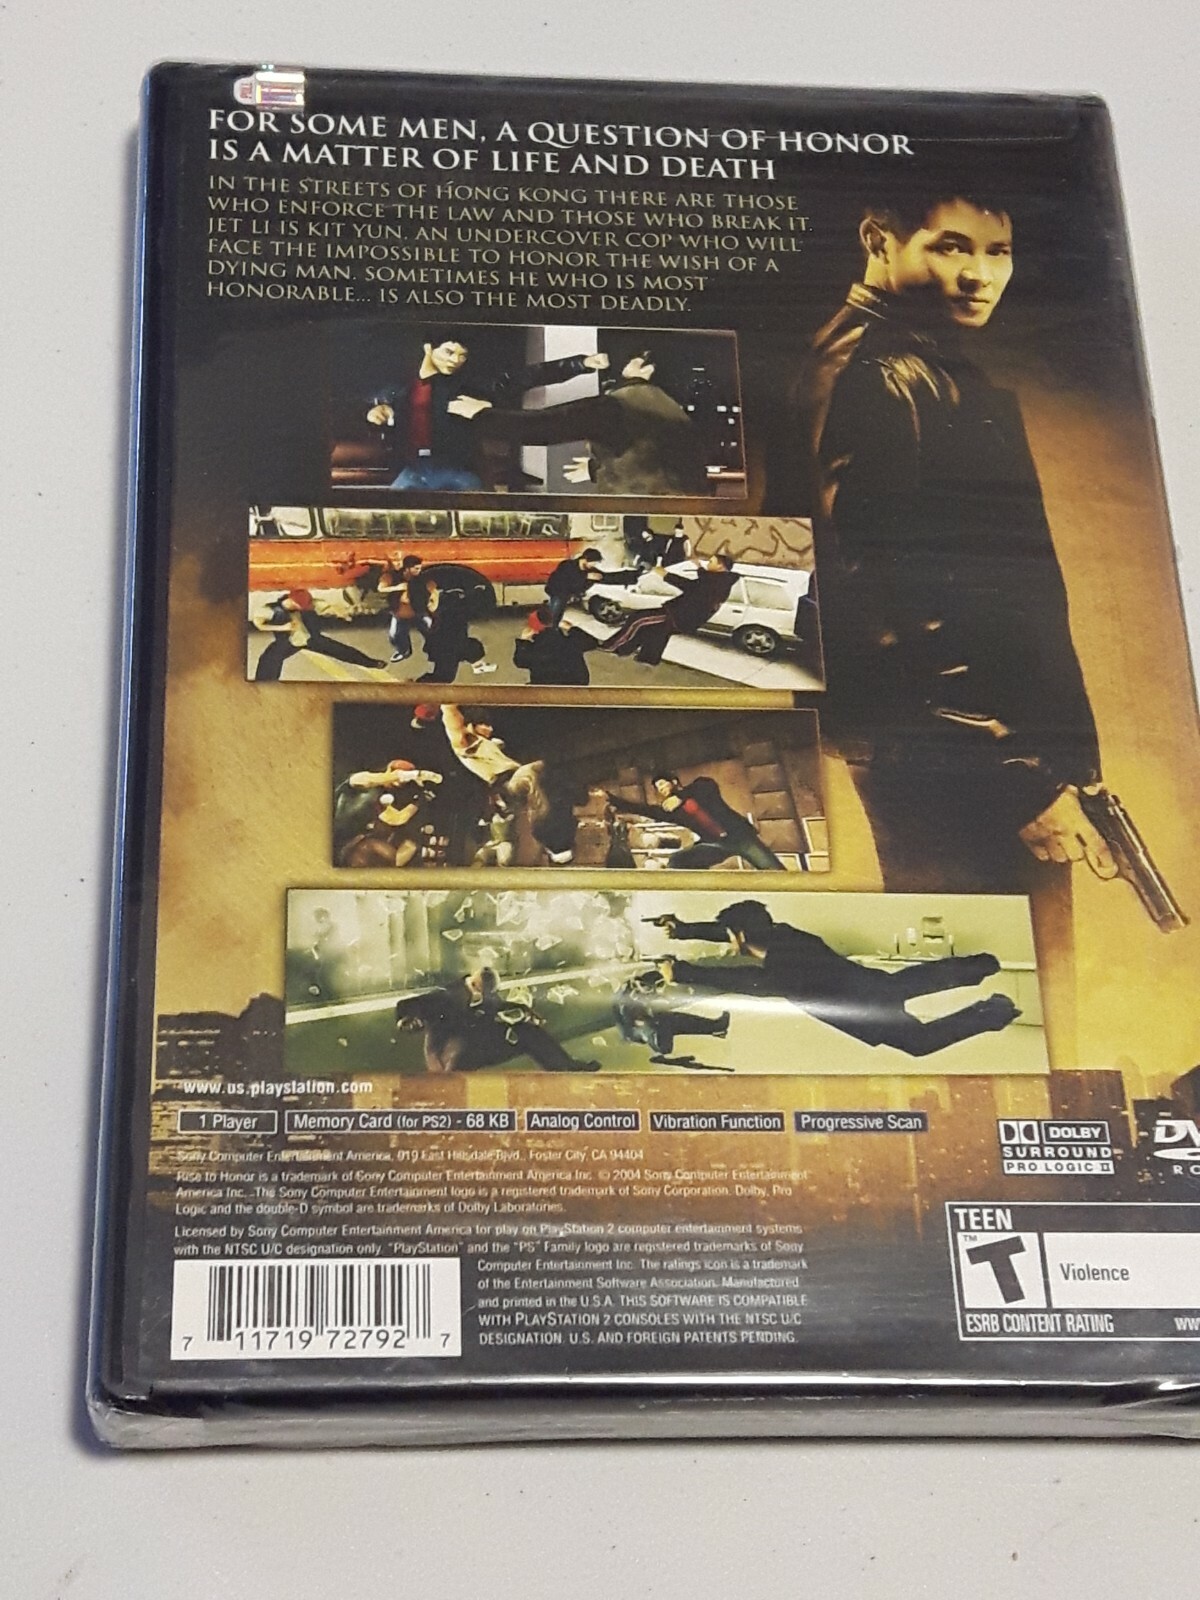 PULL
FOR SOME MEN, A QUESTION OF HONOR
IS A MATTER OF LIFE AND DEATH
IN THE STREETS OF HONG KONG THERE ARE THOSE
WHO ENFORCE THE LAW AND THOSE WHO BREAK IT.
JET LI IS KIT YUN, AN UNDERCOVER COP WHO WILL
FACE THE IMPOSSIBLE TO HONOR THE WISH OF A
DYING MAN. SOMETIMES HE WHO IS MOST
HONORABLE... IS ALSO THE MOST DEADLY.
www.us.playstation.com
1 Player
Memory Card (for PS2) - 68 KB
Analog Control
Vibration Function
Progressive Scan
Sony Computer Entertainment America, 919 East Hillsdale Blvd., Foster City, CA 94404
Rise to Honor is a trademark of Sony Computer Entertainment America Inc. © 2004 Sony Computer Entertainment
America Inc. The Sony Computer Entertainment logo is a registered trademark of Sony Corporation. Dolby, Pro
Logic and the double-D symbol are trademarks of Dolby Laboratories.
Licensed by Sony Computer Entertainment America for play on PlayStation 2 computer entertainment systems
with the NTSC U/C designation only. "PlayStation" and the "PS" Family logo are registered trademarks of Sony
Computer Entertainment Inc. The ratings icon is a trademark
of the Entertainment Software Association. Manufactured
and printed in the U.S.A. THIS SOFTWARE IS COMPATIBLE
WITH PLAYSTATION 2 CONSOLES WITH THE NTSC U/C
DESIGNATION. U.S. AND FOREIGN PATENTS PENDING.
7 11719 72792 7
DOLBY
SURROUND
PRO LOGIC II
TEEN
T
TM
Violence
ESRB CONTENT RATING